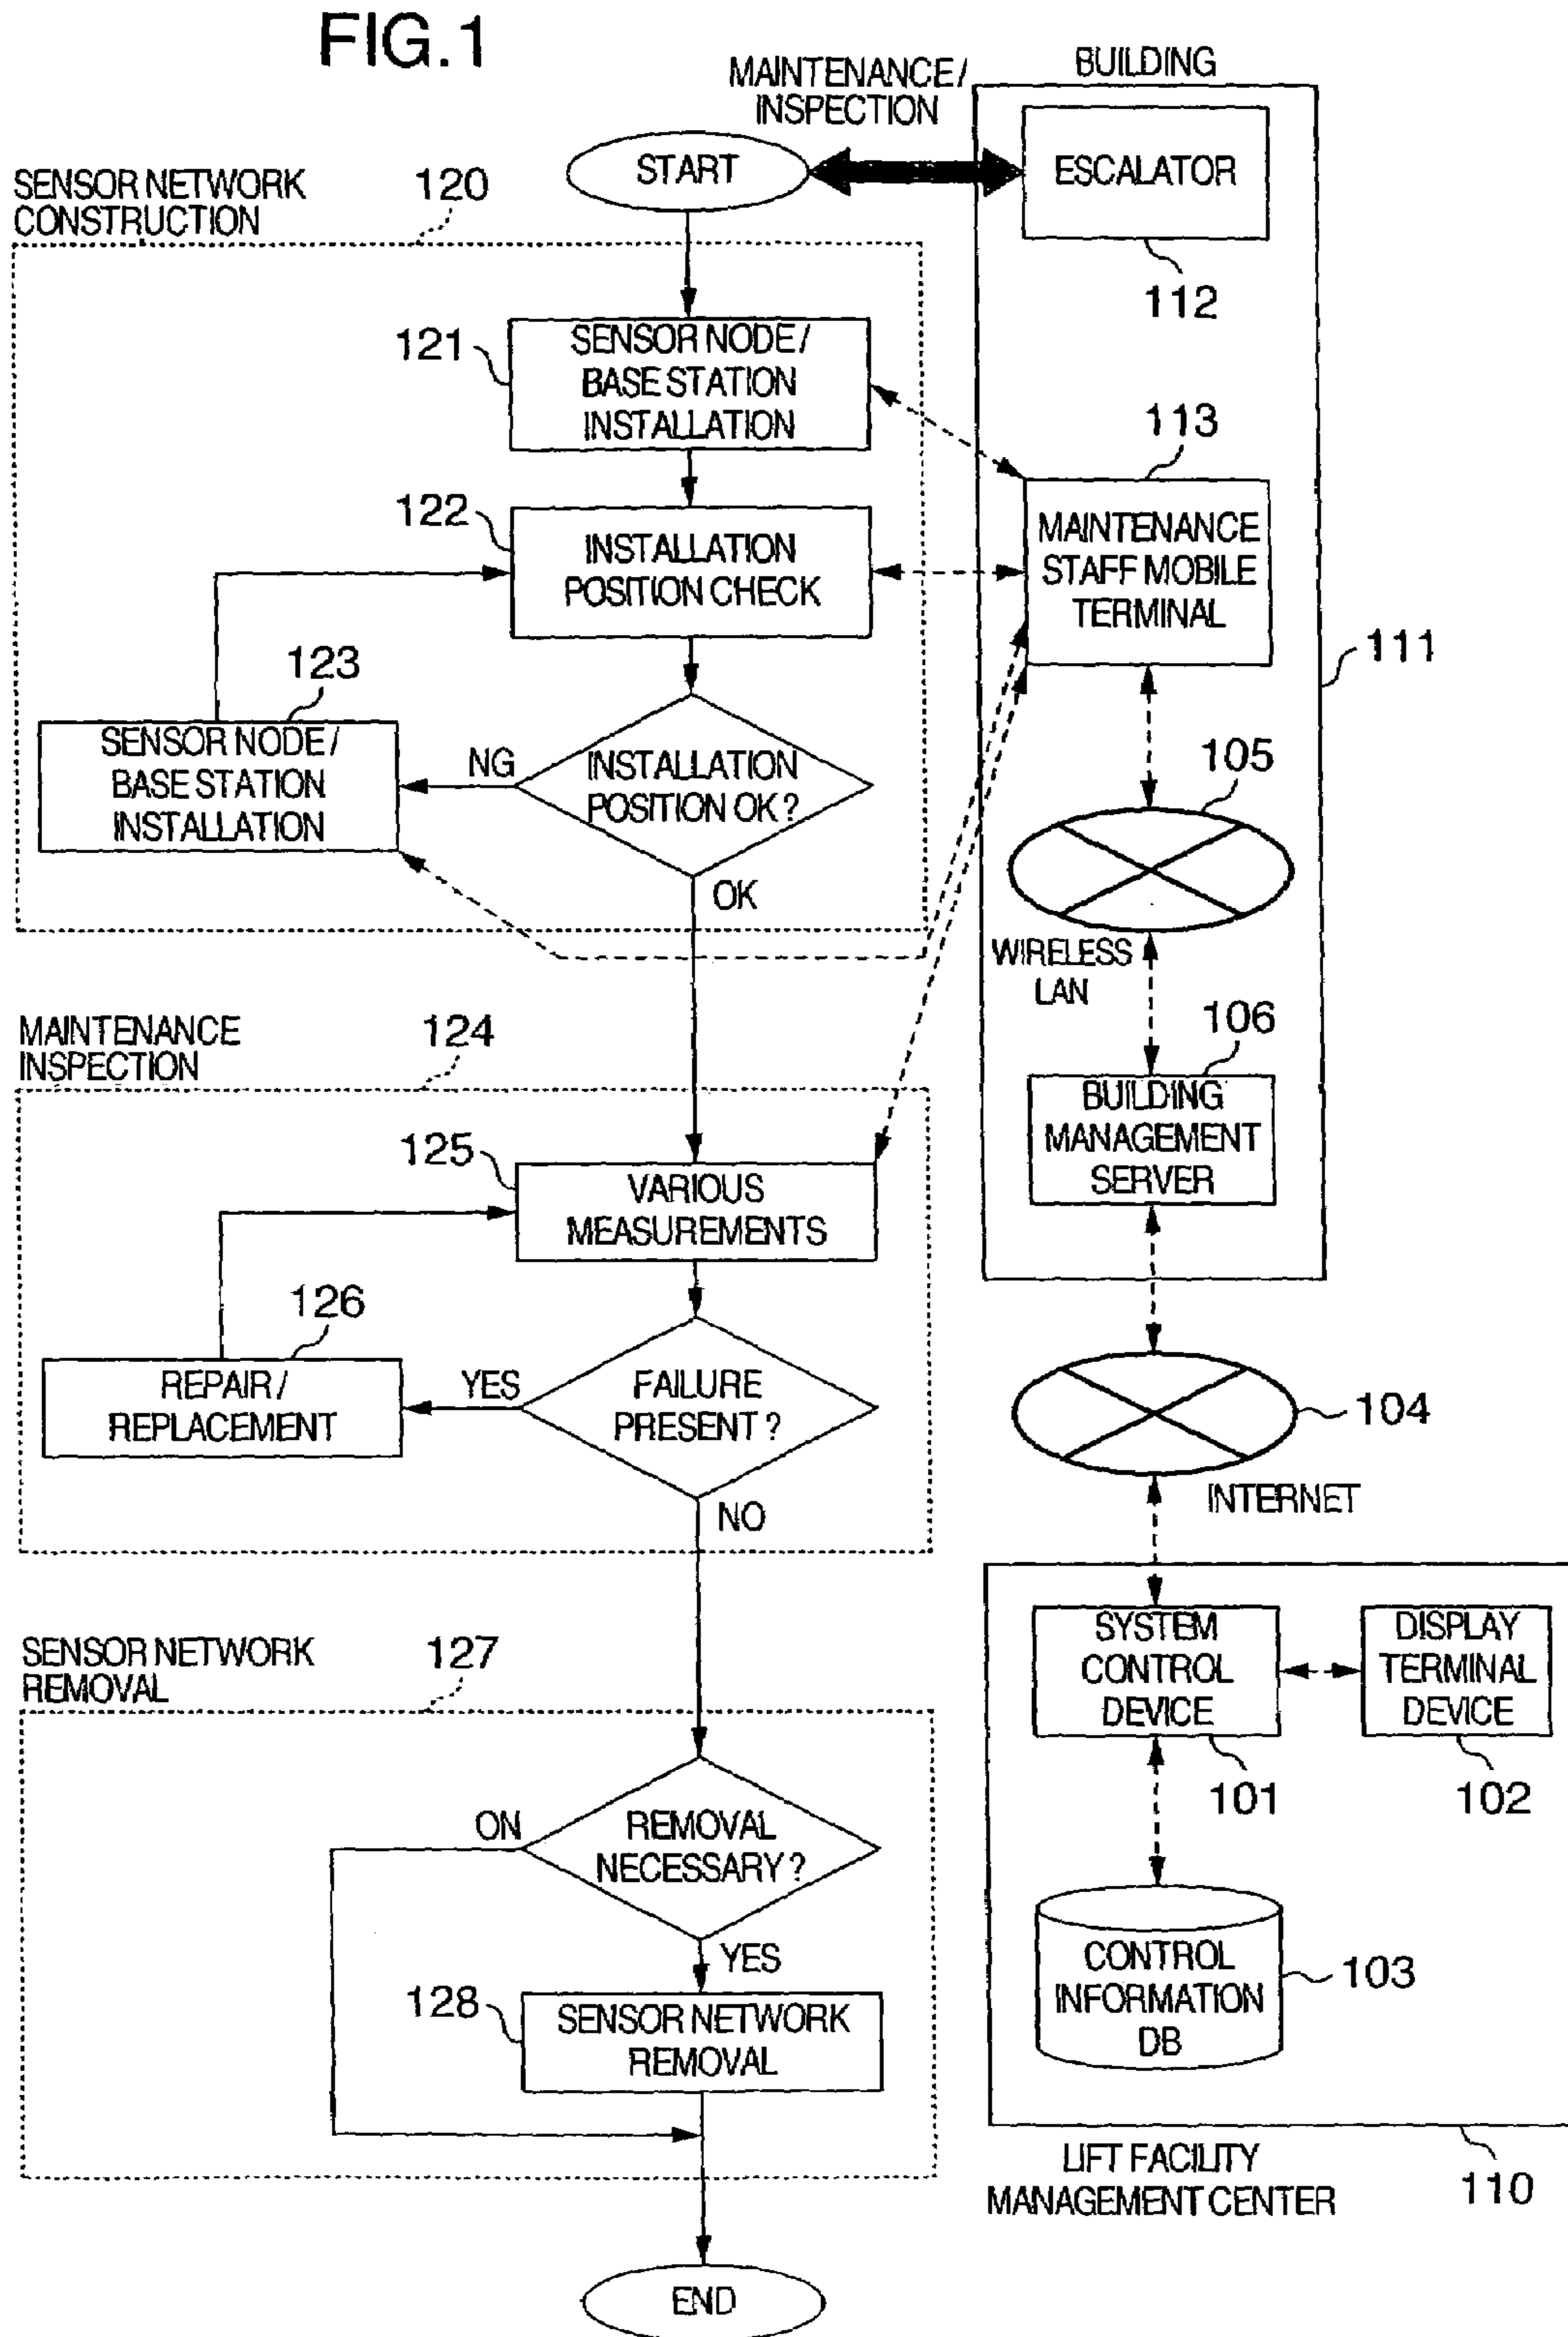 FIG.1
MAINTENANCE/
INSPECTION
BUILDING
START
ESCALATOR
112
SENSOR NETWORK
CONSTRUCTION
120
121
SENSOR NODE/
BASE STATION
INSTALLATION
113
122
INSTALLATION
POSITION CHECK
MAINTENANCE
STAFF MOBILE
TERMINAL
111
123
SENSOR NODE/
BASE STATION
INSTALLATION
NG
INSTALLATION
POSITION OK?
OK
105
WIRELESS
LAN
106
BUILDING
MANAGEMENT
SERVER
MAINTENANCE
INSPECTION
124
125
VARIOUS
MEASUREMENTS
126
REPAIR/
REPLACEMENT
YES
FAILURE
PRESENT?
NO
104
INTERNET
SENSOR NETWORK
REMOVAL
127
SYSTEM
CONTROL
DEVICE
101
DISPLAY
TERMINAL
DEVICE
102
ON
REMOVAL
NECESSARY?
YES
CONTROL
INFORMATION
DB
103
128
SENSOR NETWORK
REMOVAL
LIFT FACILITY
MANAGEMENT CENTER
110
END